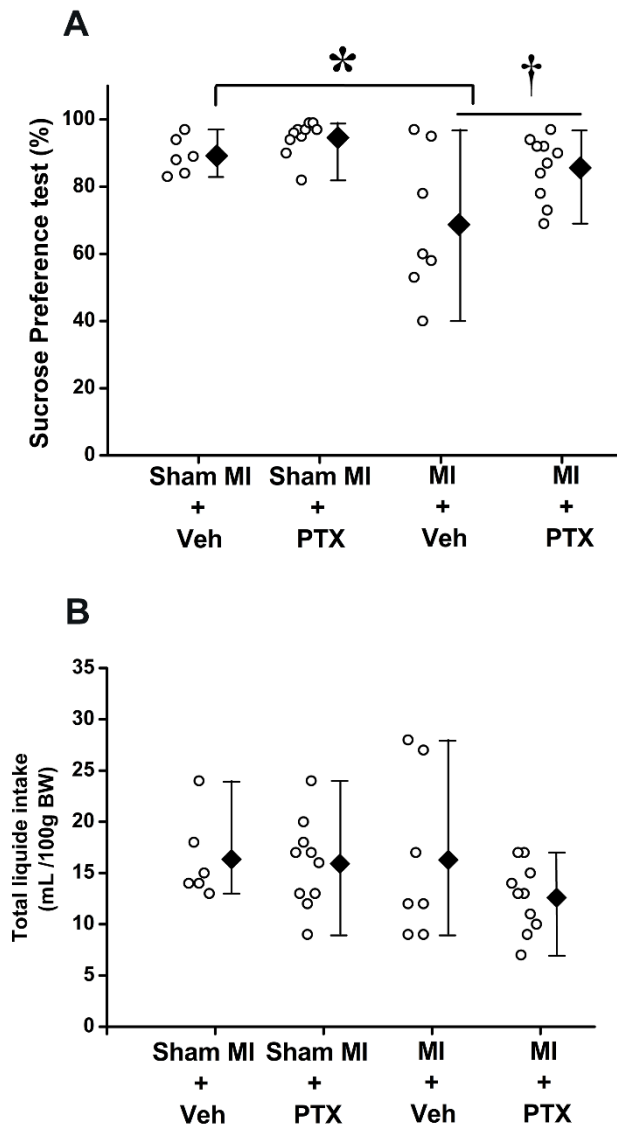 A
*
†
Sucrose Preference test (%)
100
80
60
40
20
0
Sham MI Sham MI MI MI
+ + + +
Veh PTX Veh PTX
B
Total liquide intake
(mL /100g BW)
35
30
25
20
15
10
5
0
Sham MI Sham MI MI MI
+ + + +
Veh PTX Veh PTX